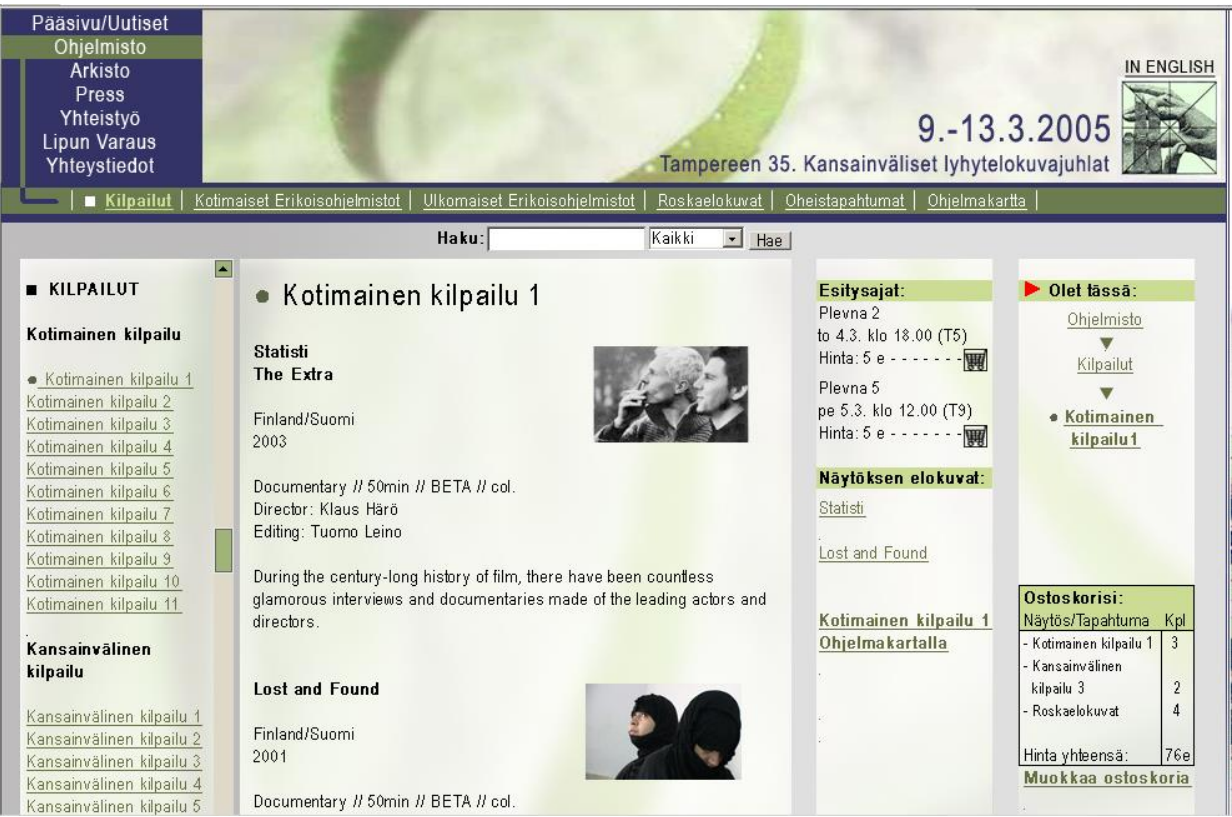 Pääsivu/Uutiset
Ohjelmisto
Arkisto
Press
Yhteistyö
Lipun Varaus
Yhteystiedot
IN ENGLISH
9.-13.3.2005
Tampereen 35. Kansainväliset lyhytelokuvajuhlat
Kilpailut | Kotimaiset Erikoisohjelmistot | Ulkomaiset Erikoisohjelmistot | Roskaelokuvat | Oheistapahtumat | Ohjelmakartta |
Haku: Kaikki Hae
KILPAILUT
Kotimainen kilpailu
Kotimainen kilpailu 1
Kotimainen kilpailu 2
Kotimainen kilpailu 3
Kotimainen kilpailu 4
Kotimainen kilpailu 5
Kotimainen kilpailu 6
Kotimainen kilpailu 7
Kotimainen kilpailu 8
Kotimainen kilpailu 9
Kotimainen kilpailu 10
Kotimainen kilpailu 11
Kansainvälinen
kilpailu
Kansainvälinen kilpailu 1
Kansainvälinen kilpailu 2
Kansainvälinen kilpailu 3
Kansainvälinen kilpailu 4
Kansainvälinen kilpailu 5
Kotimainen kilpailu 1
Statisti
The Extra
Finland/Suomi
2003
Documentary // 50min // BETA // col.
Director: Klaus Härö
Editing: Tuomo Leino
During the century-long history of film, there have been countless
glamorous interviews and documentaries made of the leading actors and
directors.
Lost and Found
Finland/Suomi
2001
Documentary // 50min // BETA // col.
Esitysajat:
Plevna 2
to 4.3. klo 18.00 (T5)
Hinta: 5 e - - - - - - -
Plevna 5
pe 5.3. klo 12.00 (T9)
Hinta: 5 e - - - - - - -
Näytöksen elokuvat:
Statisti
Lost and Found
Kotimainen kilpailu 1
Ohjelmakartalla
Olet tässä:
Ohjelmisto
Kilpailut
Kotimainen
kilpailu1
Ostoskorisi:
Näytös/Tapahtuma Kpl
- Kotimainen kilpailu 1 3
- Kansainvälinen
kilpailu 3 2
- Roskaelokuvat 4
Hinta yhteensä: 76e
Muokkaa ostoskoria